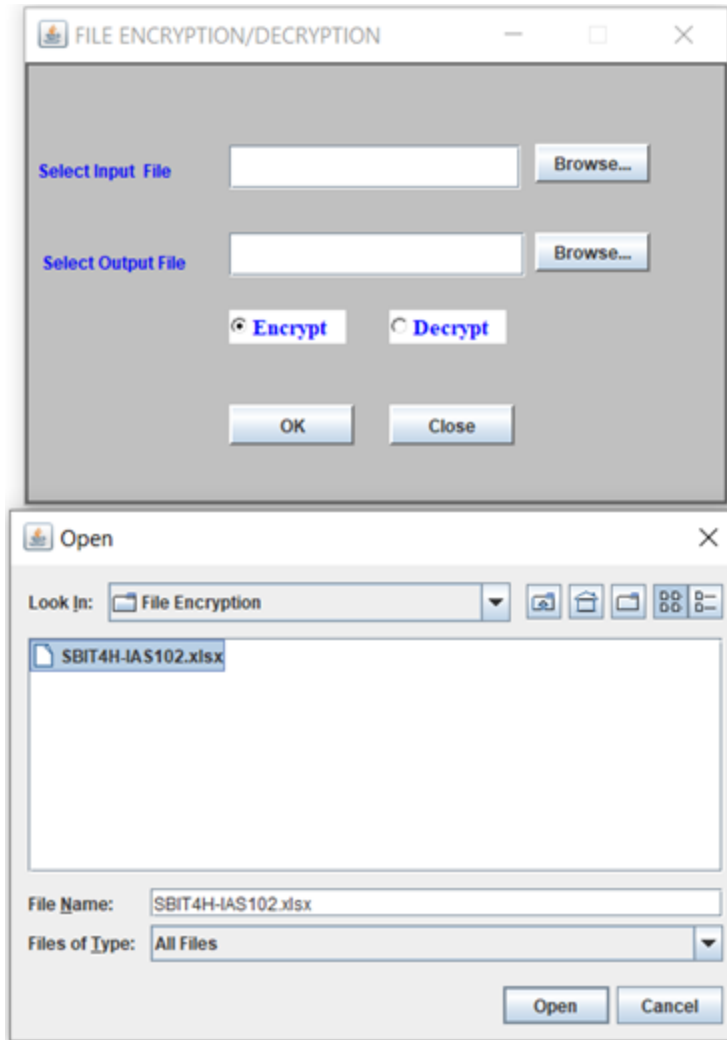 FILE ENCRYPTION/DECRYPTION
Select Input File
Browse...
Select Output File
Browse...
Encrypt Decrypt
OK Close
Open
Look In: File Encryption
SBIT4H-IAS102.xlsx
File Name: SBIT4H-IAS102.xlsx
Files of Type: All Files
Open Cancel